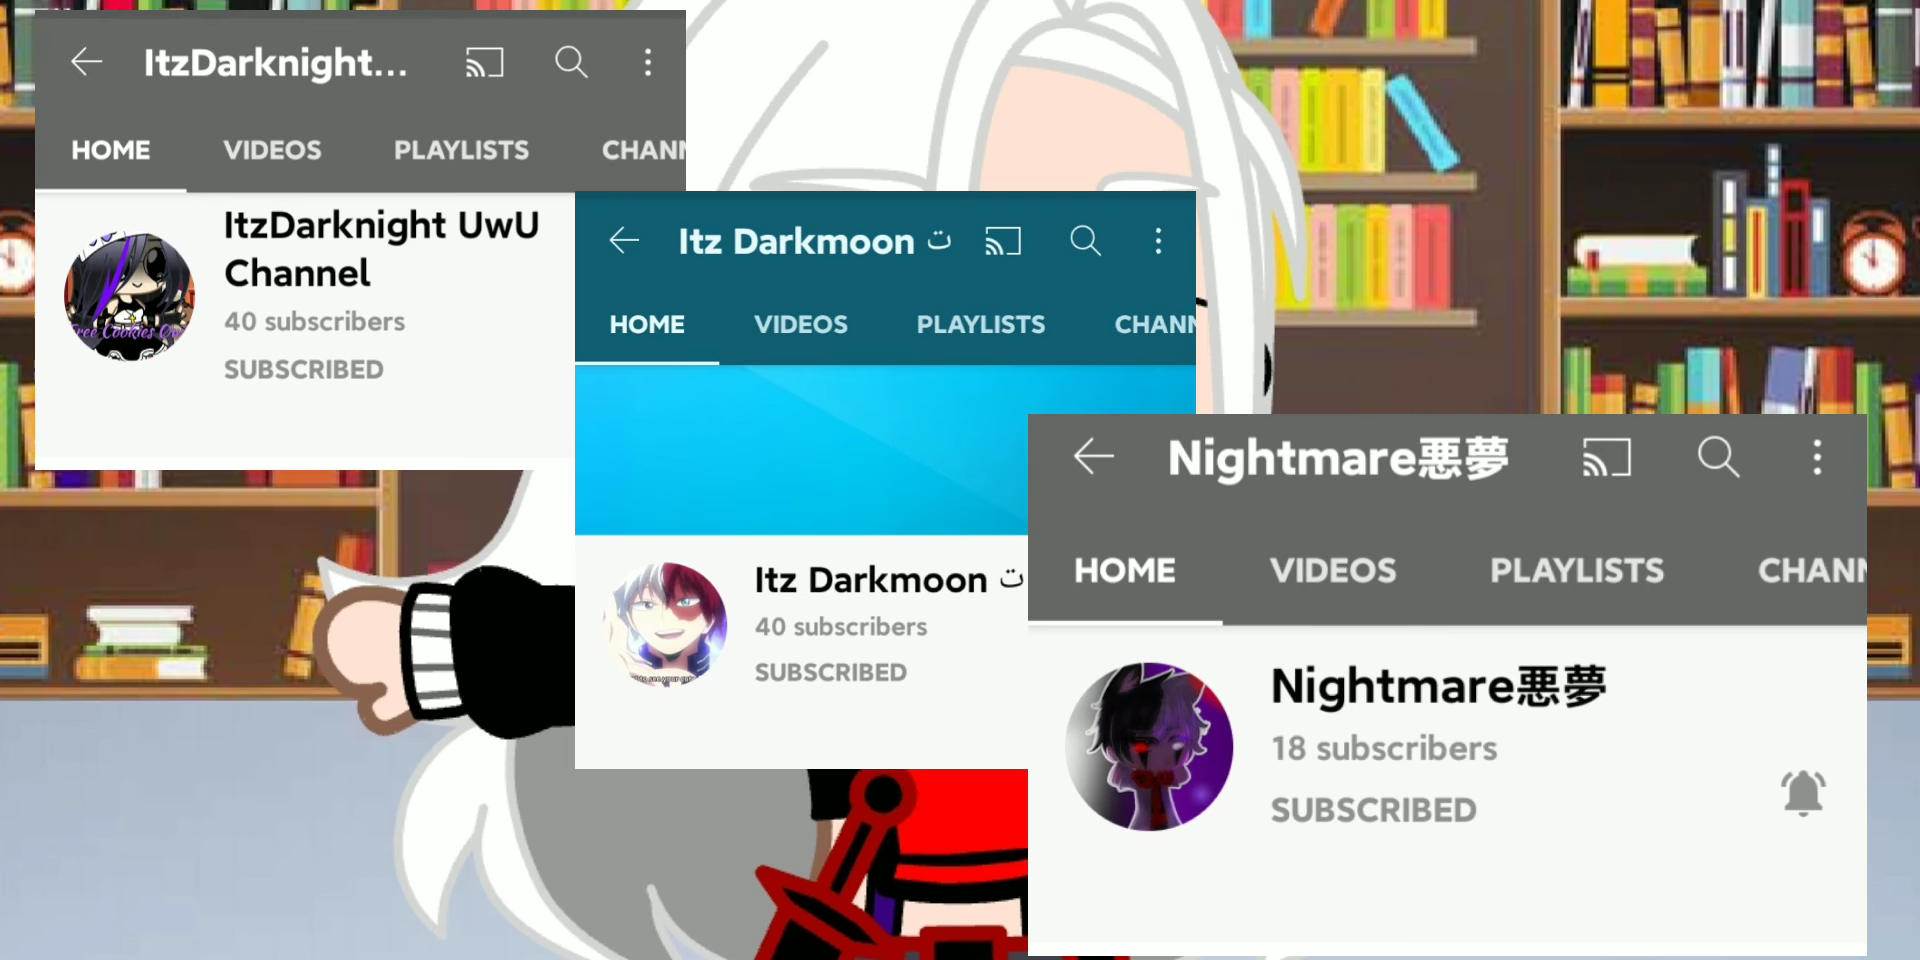 ItzDarknight...
HOME VIDEOS PLAYLISTS CHANN
ItzDarknight UwU
Channel
40 subscribers
SUBSCRIBED
Free Cookies
Itz Darkmoon ت
HOME VIDEOS PLAYLISTS CHANN
Itz Darkmoon ت
40 subscribers
SUBSCRIBED
Nightmare悪夢
HOME VIDEOS PLAYLISTS CHANN
Nightmare悪夢
18 subscribers
SUBSCRIBED